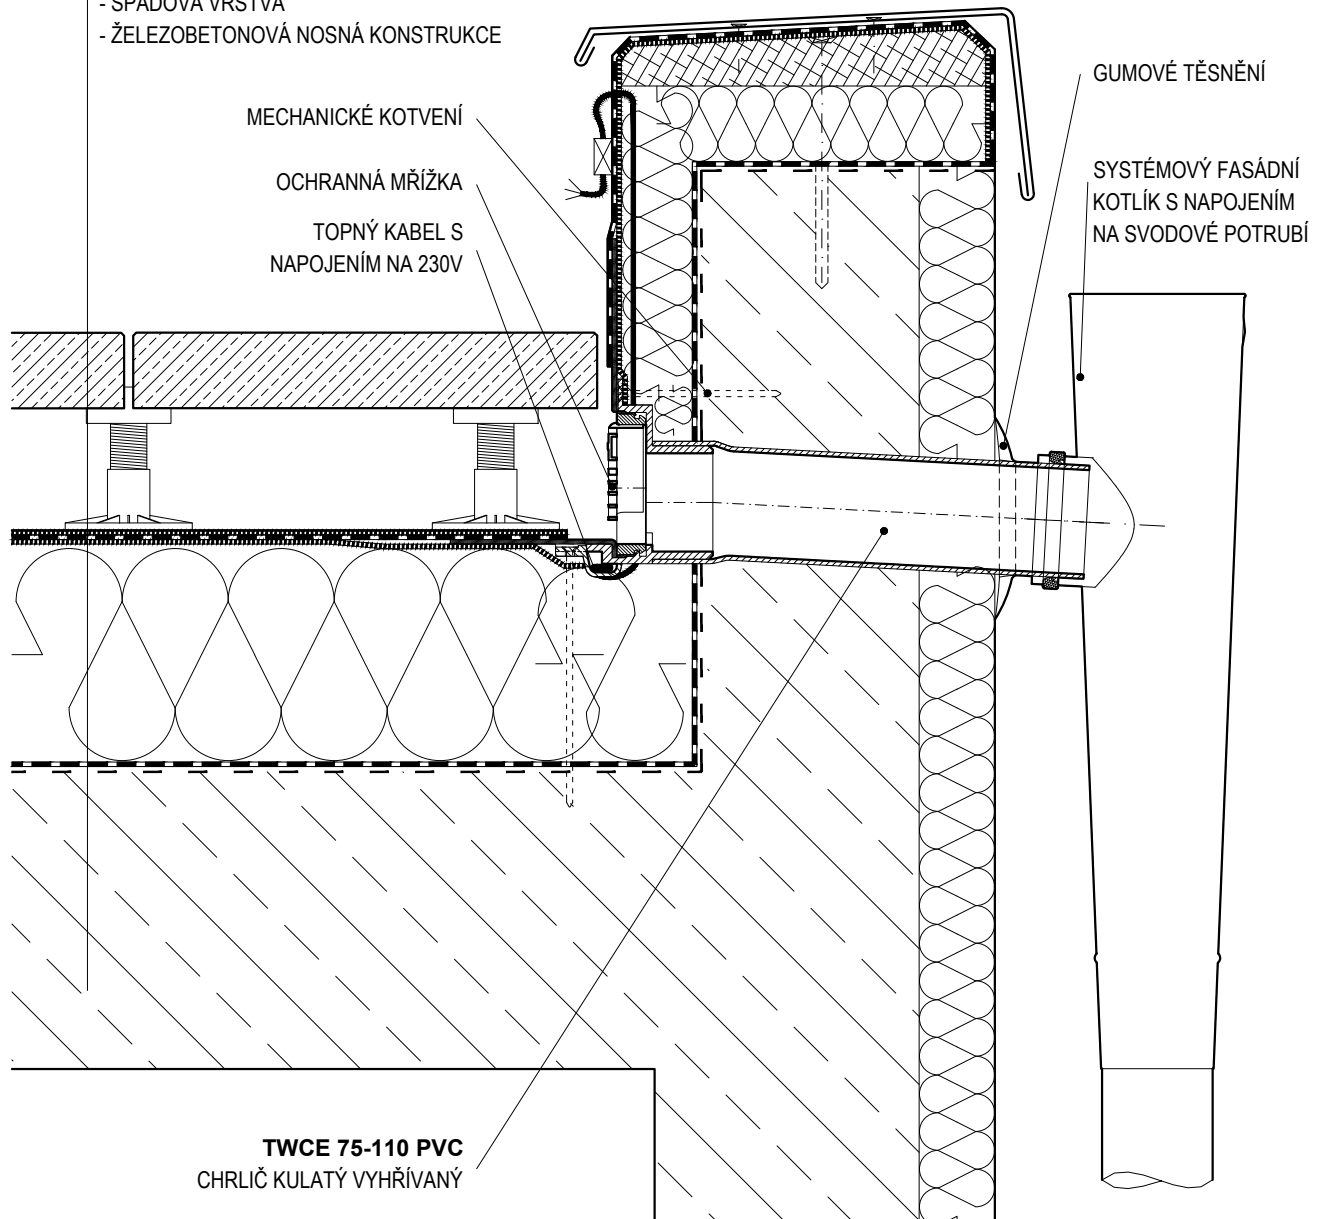 - SPÁDOVÁ VRSTVA
- ŽELEZOBETONOVÁ NOSNÁ KONSTRUKCE
MECHANICKÉ KOTVENÍ
OCHRANNÁ MŘÍŽKA
TOPNÝ KABEL S
NAPOJENÍM NA 230V
GUMOVÉ TĚSNĚNÍ
SYSTÉMOVÝ FASÁDNÍ
KOTLÍK S NAPOJENÍM
NA SVODOVÉ POTRUBÍ
TWCE 75-110 PVC
CHRLIČ KULATÝ VYHŘÍVANÝ